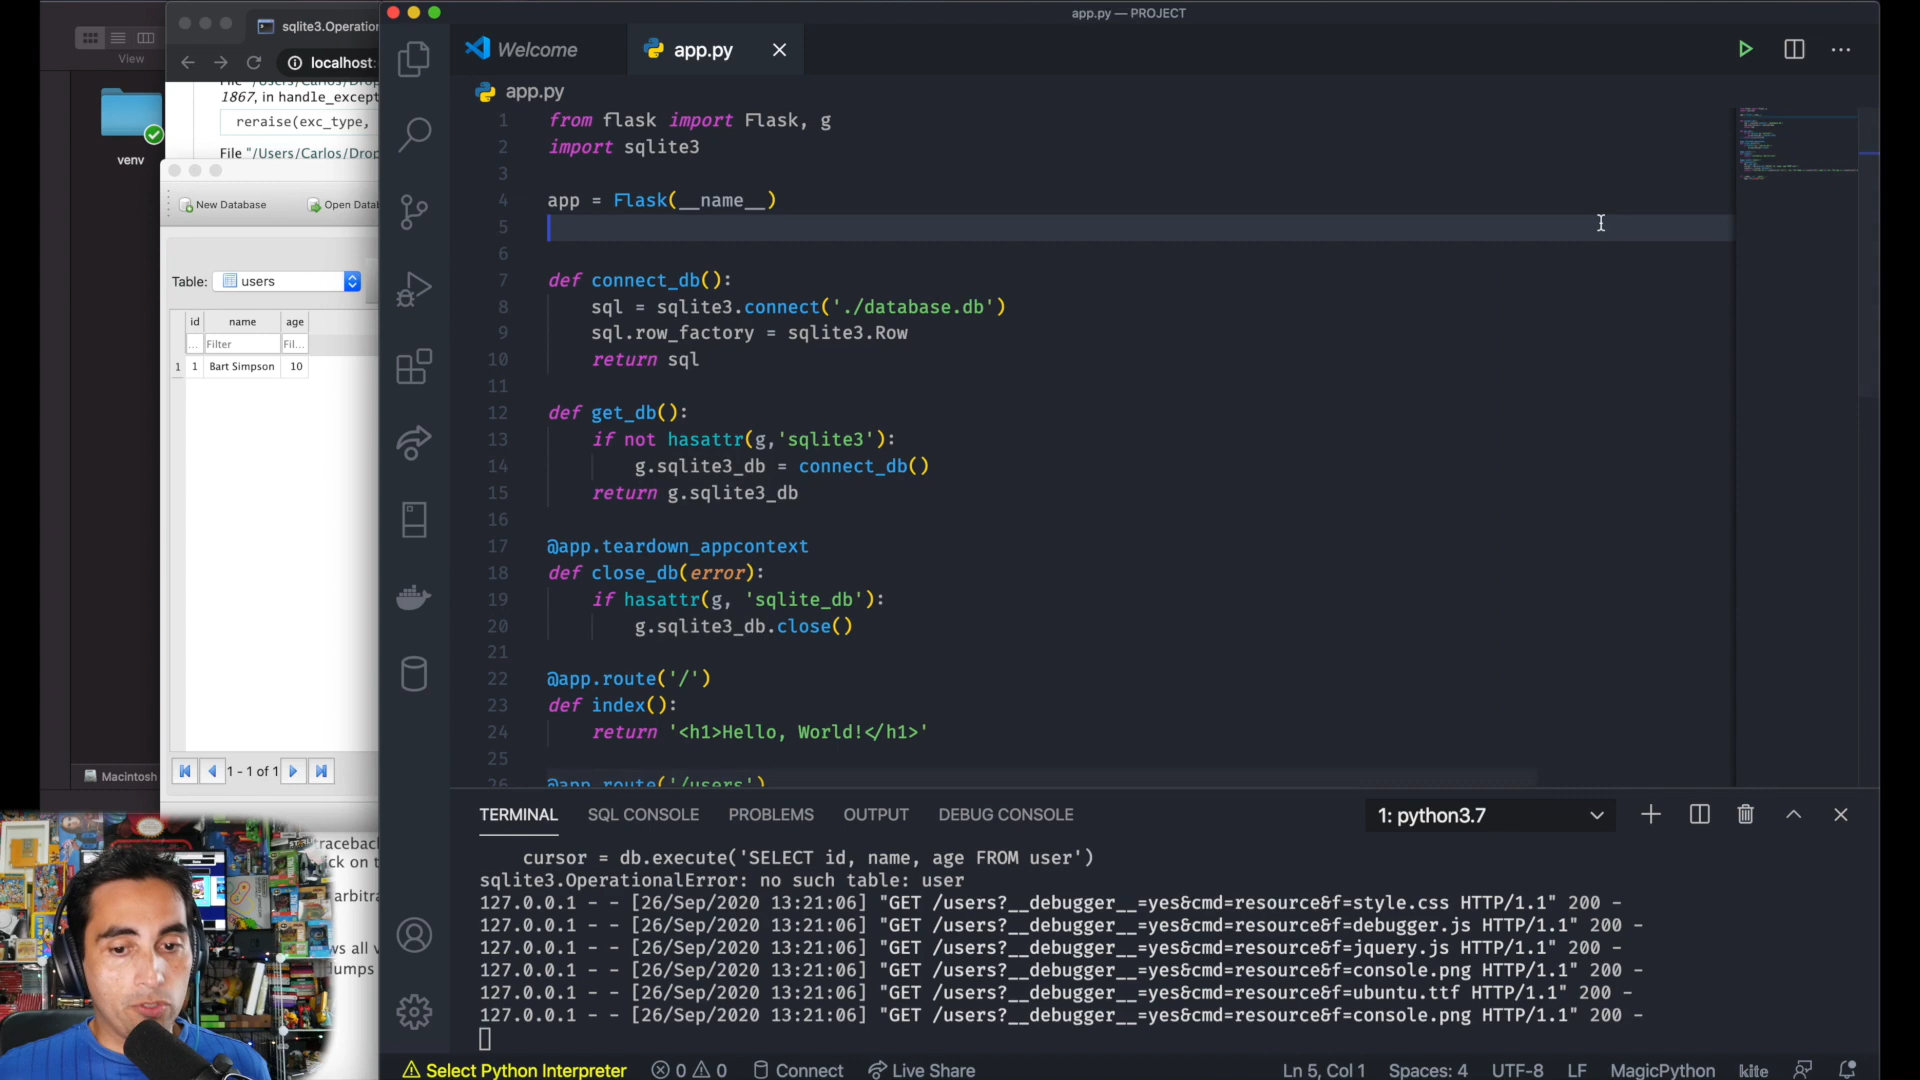 app.py — PROJECT
View
venv
Macintosh
sqlite3.Operation
localhost:
File "/Users/Carlos/Drop
1867, in handle_except
reraise(exc_type,
File "/Users/Carlos/Drop
New Database
Open Datal
Table: users
id name age
... Filter Fil...
1 1 Bart Simpson 10
1 - 1 of 1
raceback
ick on t
arbitra
ws all v
dumps
Welcome
app.py
app.py
1 from flask import Flask, g
2 import sqlite3
3
4 app = Flask(__name__)
5
6
7 def connect_db():
8 sql = sqlite3.connect('./database.db')
9 sql.row_factory = sqlite3.Row
10 return sql
11
12 def get_db():
13 if not hasattr(g,'sqlite3'):
14 g.sqlite3_db = connect_db()
15 return g.sqlite3_db
16
17 @app.teardown_appcontext
18 def close_db(error):
19 if hasattr(g, 'sqlite_db'):
20 g.sqlite3_db.close()
21
22 @app.route('/')
23 def index():
24 return '<h1>Hello, World!</h1>'
25
26 @app.route('/users')
TERMINAL SQL CONSOLE PROBLEMS OUTPUT DEBUG CONSOLE 1: python3.7
cursor = db.execute('SELECT id, name, age FROM user')
sqlite3.OperationalError: no such table: user
127.0.0.1 - - [26/Sep/2020 13:21:06] "GET /users?__debugger__=yes&cmd=resource&f=style.css HTTP/1.1" 200 -
127.0.0.1 - - [26/Sep/2020 13:21:06] "GET /users?__debugger__=yes&cmd=resource&f=debugger.js HTTP/1.1" 200 -
127.0.0.1 - - [26/Sep/2020 13:21:06] "GET /users?__debugger__=yes&cmd=resource&f=jquery.js HTTP/1.1" 200 -
127.0.0.1 - - [26/Sep/2020 13:21:06] "GET /users?__debugger__=yes&cmd=resource&f=console.png HTTP/1.1" 200 -
127.0.0.1 - - [26/Sep/2020 13:21:06] "GET /users?__debugger__=yes&cmd=resource&f=ubuntu.ttf HTTP/1.1" 200 -
127.0.0.1 - - [26/Sep/2020 13:21:06] "GET /users?__debugger__=yes&cmd=resource&f=console.png HTTP/1.1" 200 -
Select Python Interpreter 0 0 Connect Live Share Ln 5, Col 1 Spaces: 4 UTF-8 LF MagicPython kite